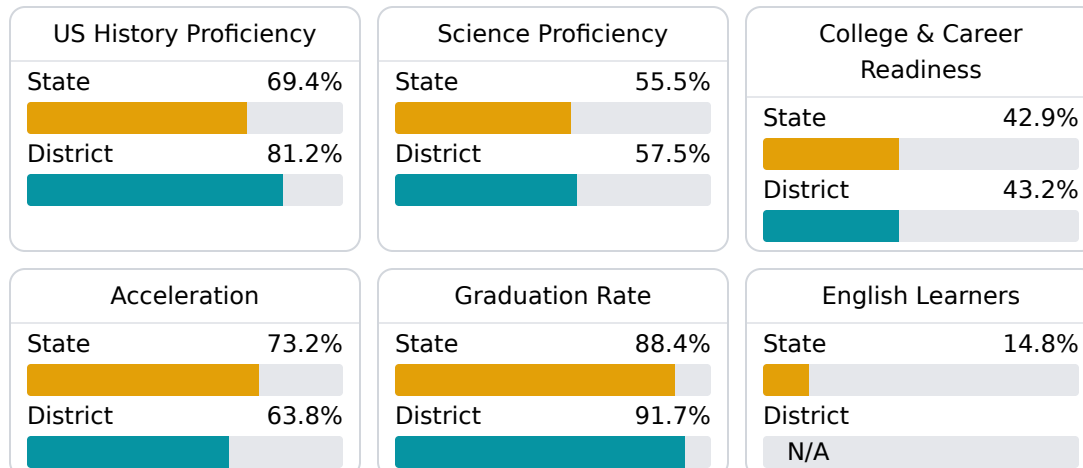 US History Proficiency
State 69.4%
District 81.2%
Science Proficiency
State 55.5%
District 57.5%
College & Career
Readiness
State 42.9%
District 43.2%
Acceleration
State 73.2%
District 63.8%
Graduation Rate
State 88.4%
District 91.7%
English Learners
State 14.8%
District
N/A